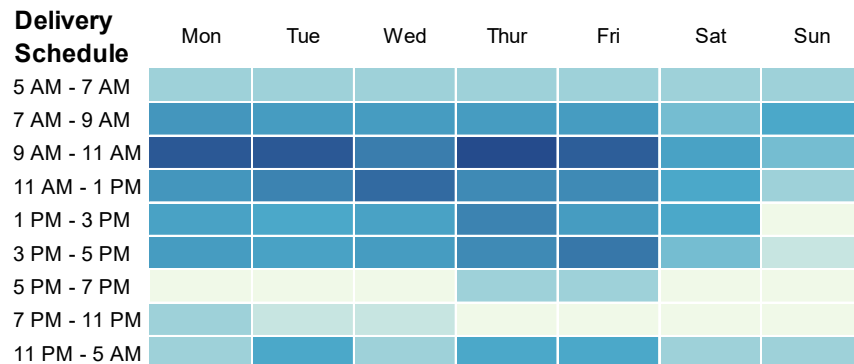 Delivery
Schedule
Mon Tue Wed Thur Fri Sat Sun
5 AM - 7 AM
7 AM - 9 AM
9 AM - 11 AM
11 AM - 1 PM
1 PM - 3 PM
3 PM - 5 PM
5 PM - 7 PM
7 PM - 11 PM
11 PM - 5 AM